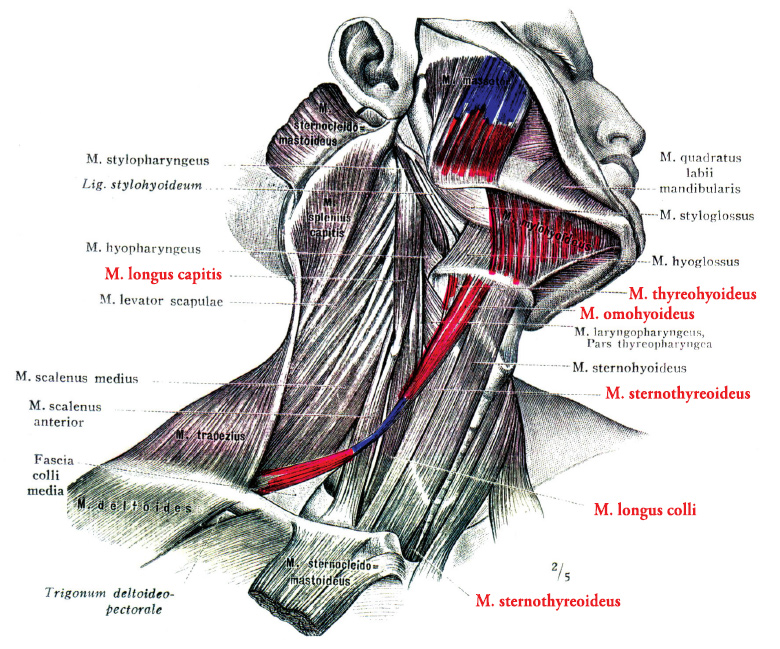 M. masseter
M.
sternocleido=
mastoideus
M. stylopharyngeus
Lig. stylohyoideum
M.
splenius
capitis
M. quadratus
labii
mandibularis
M. styloglossus
M. mylohyoideus
M. hyopharyngeus
M. hyoglossus
M. longus capitis
M. thyreohyoideus
M. levator scapulae
M. omohyoideus
M. laryngopharyngeus,
Pars thyreopharyngea
M. sternohyoideus
M. scalenus medius
M. sternothyreoideus
M. scalenus
anterior
M. trapezius
Fascia
colli
media
M. deltoides
M. longus colli
M. sternocleido=
mastoideus
2/5
Trigonum deltoideo-
pectorale
M. sternothyreoideus